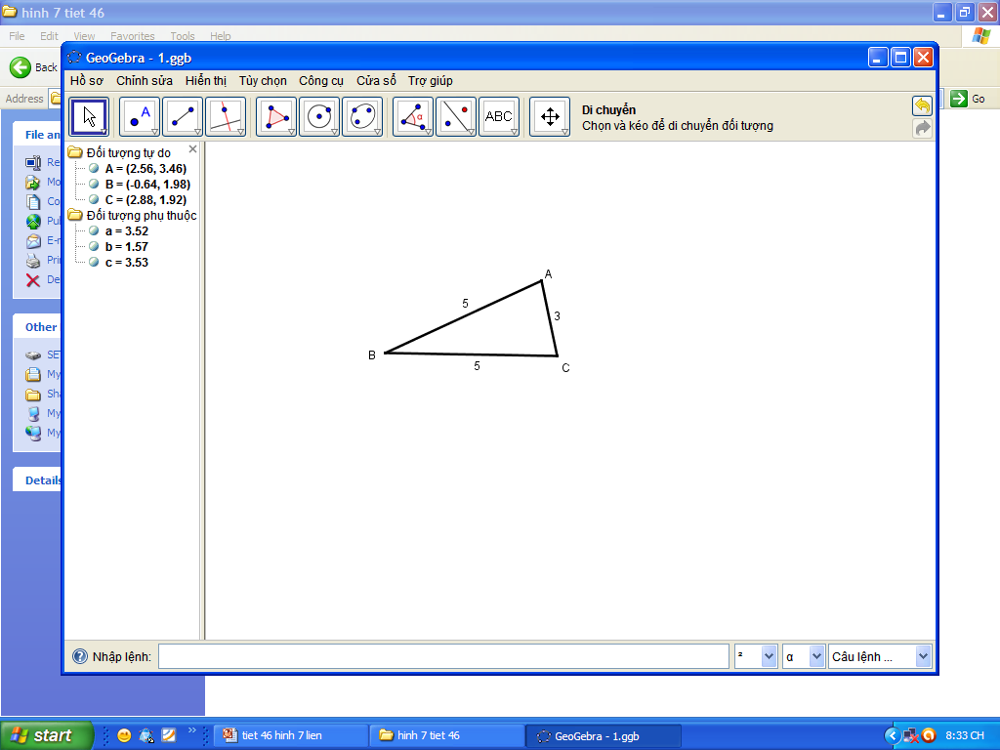 hinh 7 tiet 46
File Edit View Favorites Tools Help
Back
Address
Go
GeoGebra - 1.ggb
Hồ sơ Chỉnh sửa Hiển thị Tùy chọn Công cụ Cửa sổ Trợ giúp
A
α
ABC
Di chuyển
Chọn và kéo để di chuyển đối tượng
File an
Đối tượng tự do
A = (2.56, 3.46)
B = (-0.64, 1.98)
C = (2.88, 1.92)
Đối tượng phụ thuộc
a = 3.52
b = 1.57
c = 3.53
Re
Mo
Co
Pul
E-r
Prin
De
Other
SET
My
Sha
My
My
Details
A
5
3
B
5
C
Nhập lệnh:
²
α
Câu lệnh ...
start
tiet 46 hinh 7 lien
hinh 7 tiet 46
GeoGebra - 1.ggb
8:33 CH